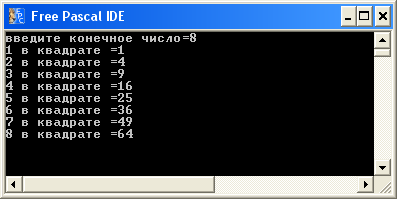 Free Pascal IDE
введите конечное число=8
1 в квадрате =1
2 в квадрате =4
3 в квадрате =9
4 в квадрате =16
5 в квадрате =25
6 в квадрате =36
7 в квадрате =49
8 в квадрате =64